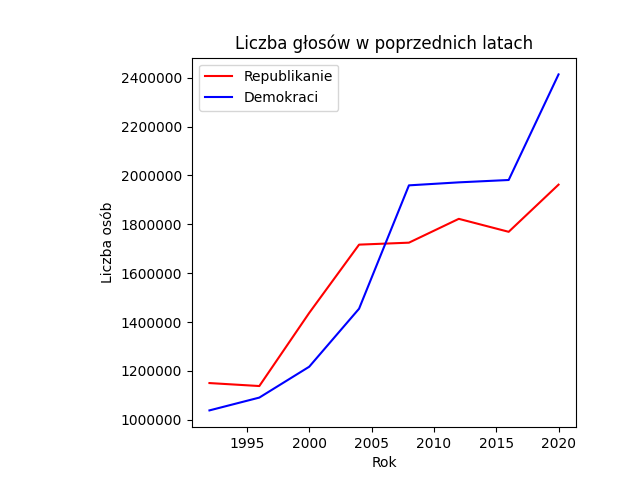 Liczba głosów w poprzednich latach
Republikanie
Demokraci
2400000
2200000
2000000
1800000
1600000
1400000
1200000
1000000
Liczba osób
1995
2000
2005
2010
2015
2020
Rok